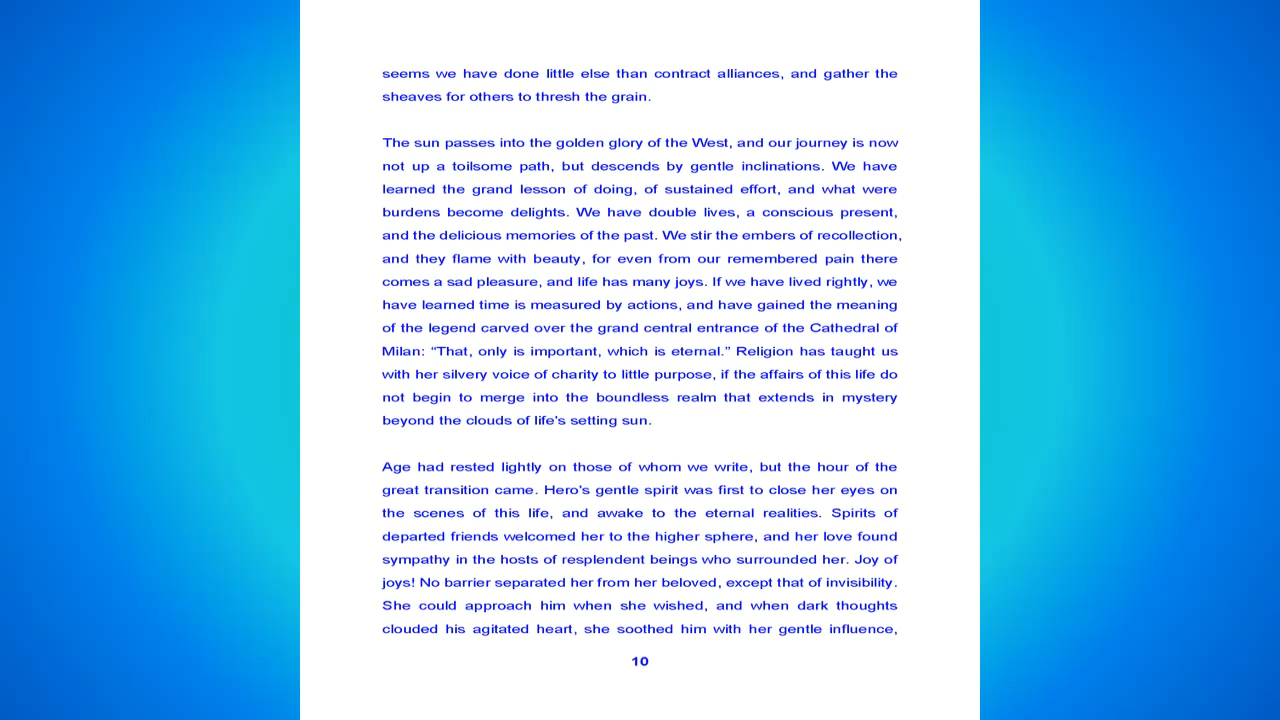 seems we have done little else than contract alliances, and gather the
sheaves for others to thresh the grain.
The sun passes into the golden glory of the West, and our journey is now
not up a toilsome path, but descends by gentle inclinations. We have
learned the grand lesson of doing, of sustained effort, and what were
burdens become delights. We have double lives, a conscious present,
and the delicious memories of the past. We stir the embers of recollection,
and they flame with beauty, for even from our remembered pain there
comes a sad pleasure, and life has many joys. If we have lived rightly, we
have learned time is measured by actions, and have gained the meaning
of the legend carved over the grand central entrance of the Cathedral of
Milan: “That, only is important, which is eternal.” Religion has taught us
with her silvery voice of charity to little purpose, if the affairs of this life do
not begin to merge into the boundless realm that extends in mystery
beyond the clouds of life's setting sun.
Age had rested lightly on those of whom we write, but the hour of the
great transition came. Hero's gentle spirit was first to close her eyes on
the scenes of this life, and awake to the eternal realities. Spirits of
departed friends welcomed her to the higher sphere, and her love found
sympathy in the hosts of resplendent beings who surrounded her. Joy of
joys! No barrier separated her from her beloved, except that of invisibility.
She could approach him when she wished, and when dark thoughts
clouded his agitated heart, she soothed him with her gentle influence,
10